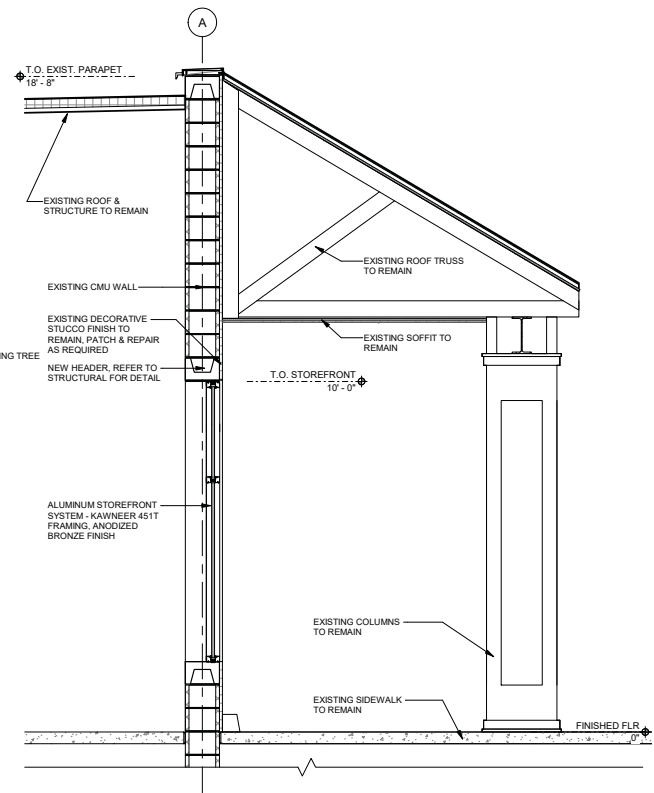 A
T.O. EXIST. PARAPET
18' - 8"
EXISTING ROOF &
STRUCTURE TO REMAIN
EXISTING ROOF TRUSS
TO REMAIN
EXISTING CMU WALL
EXISTING DECORATIVE
STUCCO FINISH TO
REMAIN, PATCH & REPAIR
AS REQUIRED
EXISTING SOFFIT TO
REMAIN
NG TREE
NEW HEADER, REFER TO
STRUCTURAL FOR DETAIL
T.O. STOREFRONT
10' - 0"
ALUMINUM STOREFRONT
SYSTEM - KAWNEER 451T
FRAMING, ANODIZED
BRONZE FINISH
EXISTING COLUMNS
TO REMAIN
EXISTING SIDEWALK
TO REMAIN
FINISHED FLR
0"